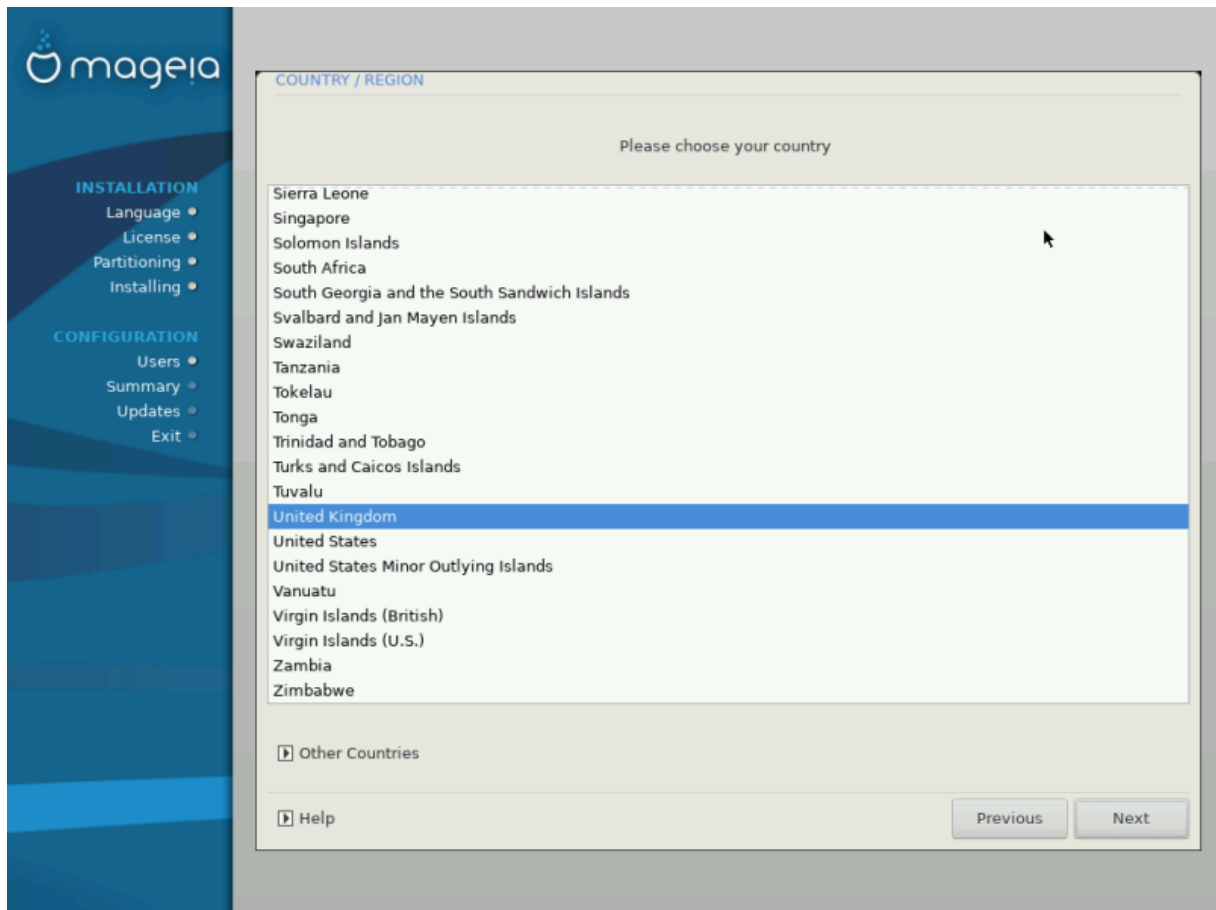 mageia
INSTALLATION
Language
License
Partitioning
Installing
CONFIGURATION
Users
Summary
Updates
Exit
COUNTRY / REGION
Please choose your country
Sierra Leone
Singapore
Solomon Islands
South Africa
South Georgia and the South Sandwich Islands
Svalbard and Jan Mayen Islands
Swaziland
Tanzania
Tokelau
Tonga
Trinidad and Tobago
Turks and Caicos Islands
Tuvalu
United Kingdom
United States
United States Minor Outlying Islands
Vanuatu
Virgin Islands (British)
Virgin Islands (U.S.)
Zambia
Zimbabwe
Other Countries
Help
Previous
Next